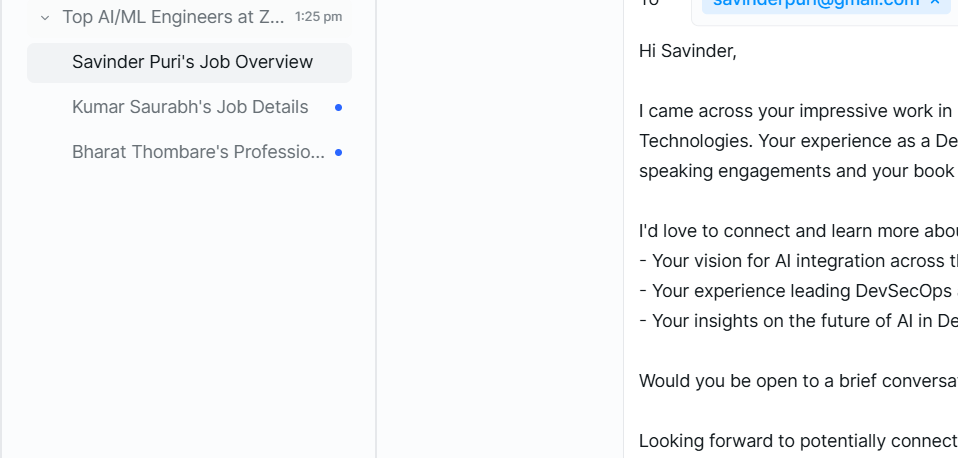 Top AI/ML Engineers at Z... 1:25 pm
Savinder Puri's Job Overview
Kumar Saurabh's Job Details
Bharat Thombare's Professio...
To savinderpuri@gmail.com ×
Hi Savinder,
I came across your impressive work in
Technologies. Your experience as a De
speaking engagements and your book
I'd love to connect and learn more abou
- Your vision for AI integration across th
- Your experience leading DevSecOps
- Your insights on the future of AI in De
Would you be open to a brief conversa
Looking forward to potentially connect